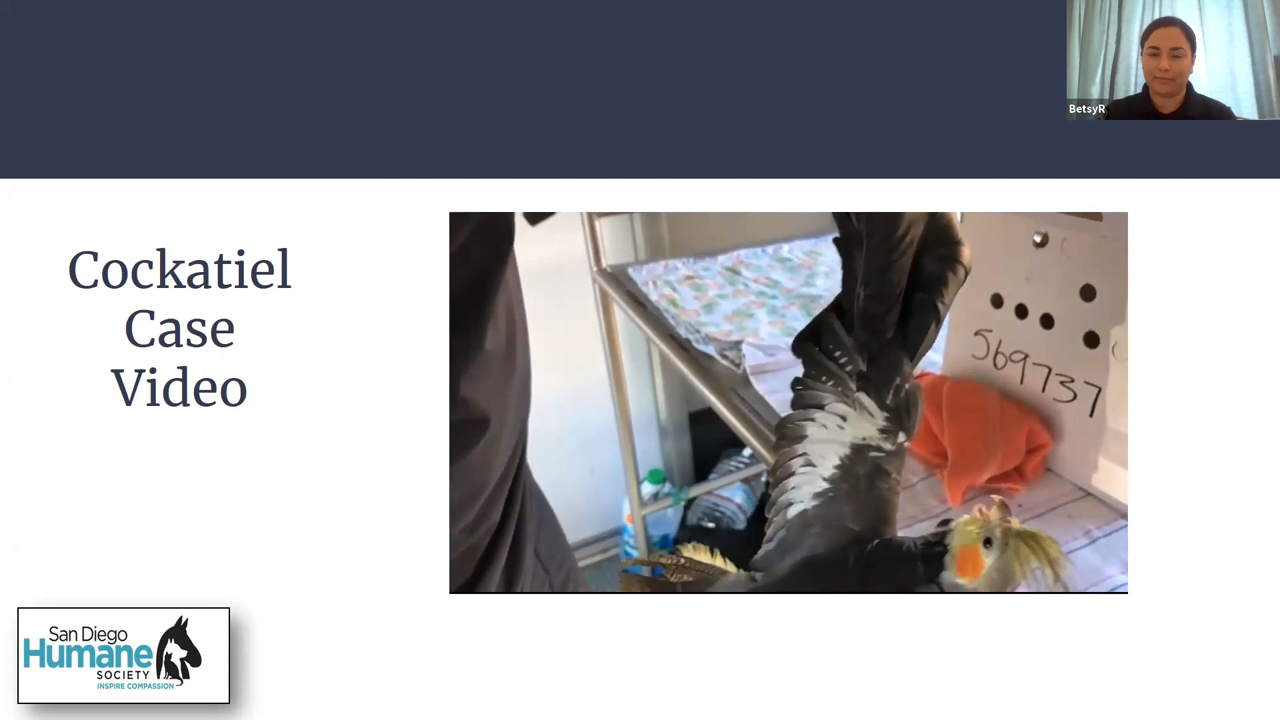 BetsyR
Cockatiel
Case
Video
569737
San Diego
Humane
SOCIETY
INSPIRE COMPASSION